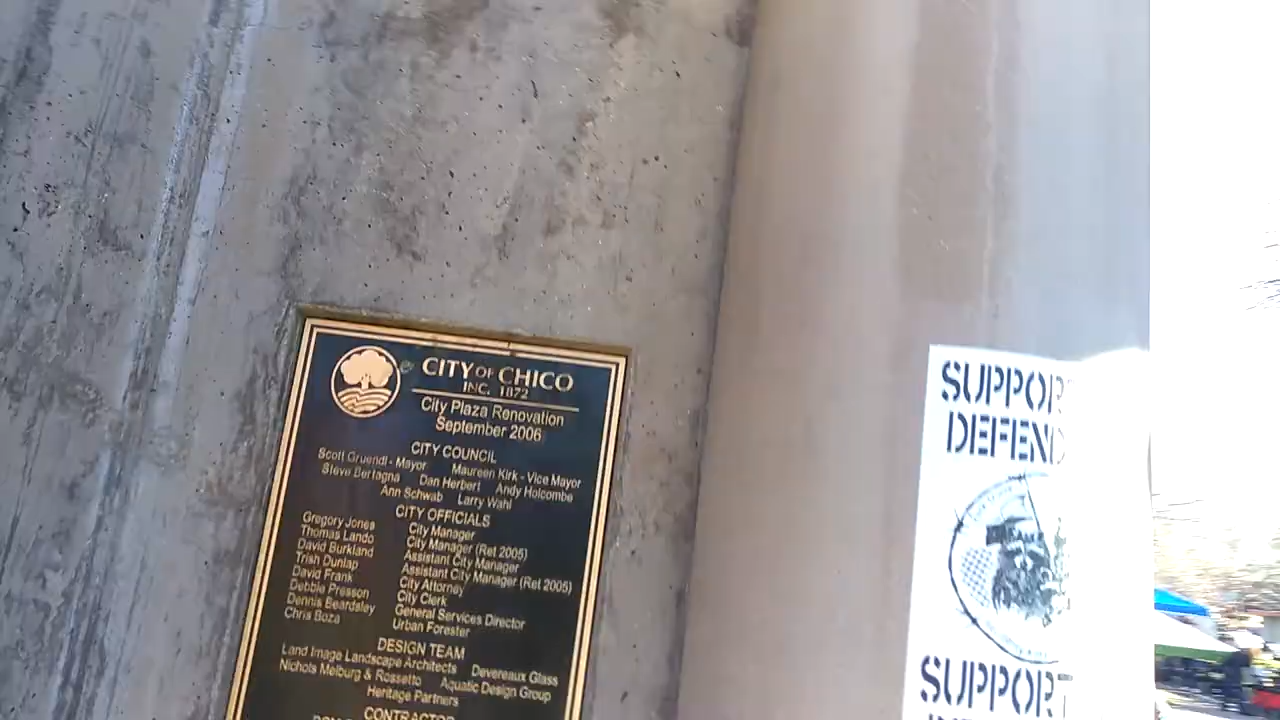 CITY OF CHICO
INC. 1872
City Plaza Renovation
September 2006
CITY COUNCIL
Scott Gruendl - Mayor Maureen Kirk - Vice Mayor
Steve Bertagna Dan Herbert Andy Holcombe
Ann Schwab Larry Wahl
CITY OFFICIALS
Gregory Jones City Manager
Thomas Lando City Manager (Ret 2005)
David Burkland Assistant City Manager
Trish Dunlap Assistant City Manager (Ret 2005)
David Frank City Attorney
Debbie Presson City Clerk
Dennis Beardsley General Services Director
Chris Boza Urban Forester
DESIGN TEAM
Land Image Landscape Architects Devereaux Glass
Nichols Melburg & Rossetto Aquatic Design Group
Heritage Partners
CONTRACTOR
SUPPORT
DEFEND
SUPPORT